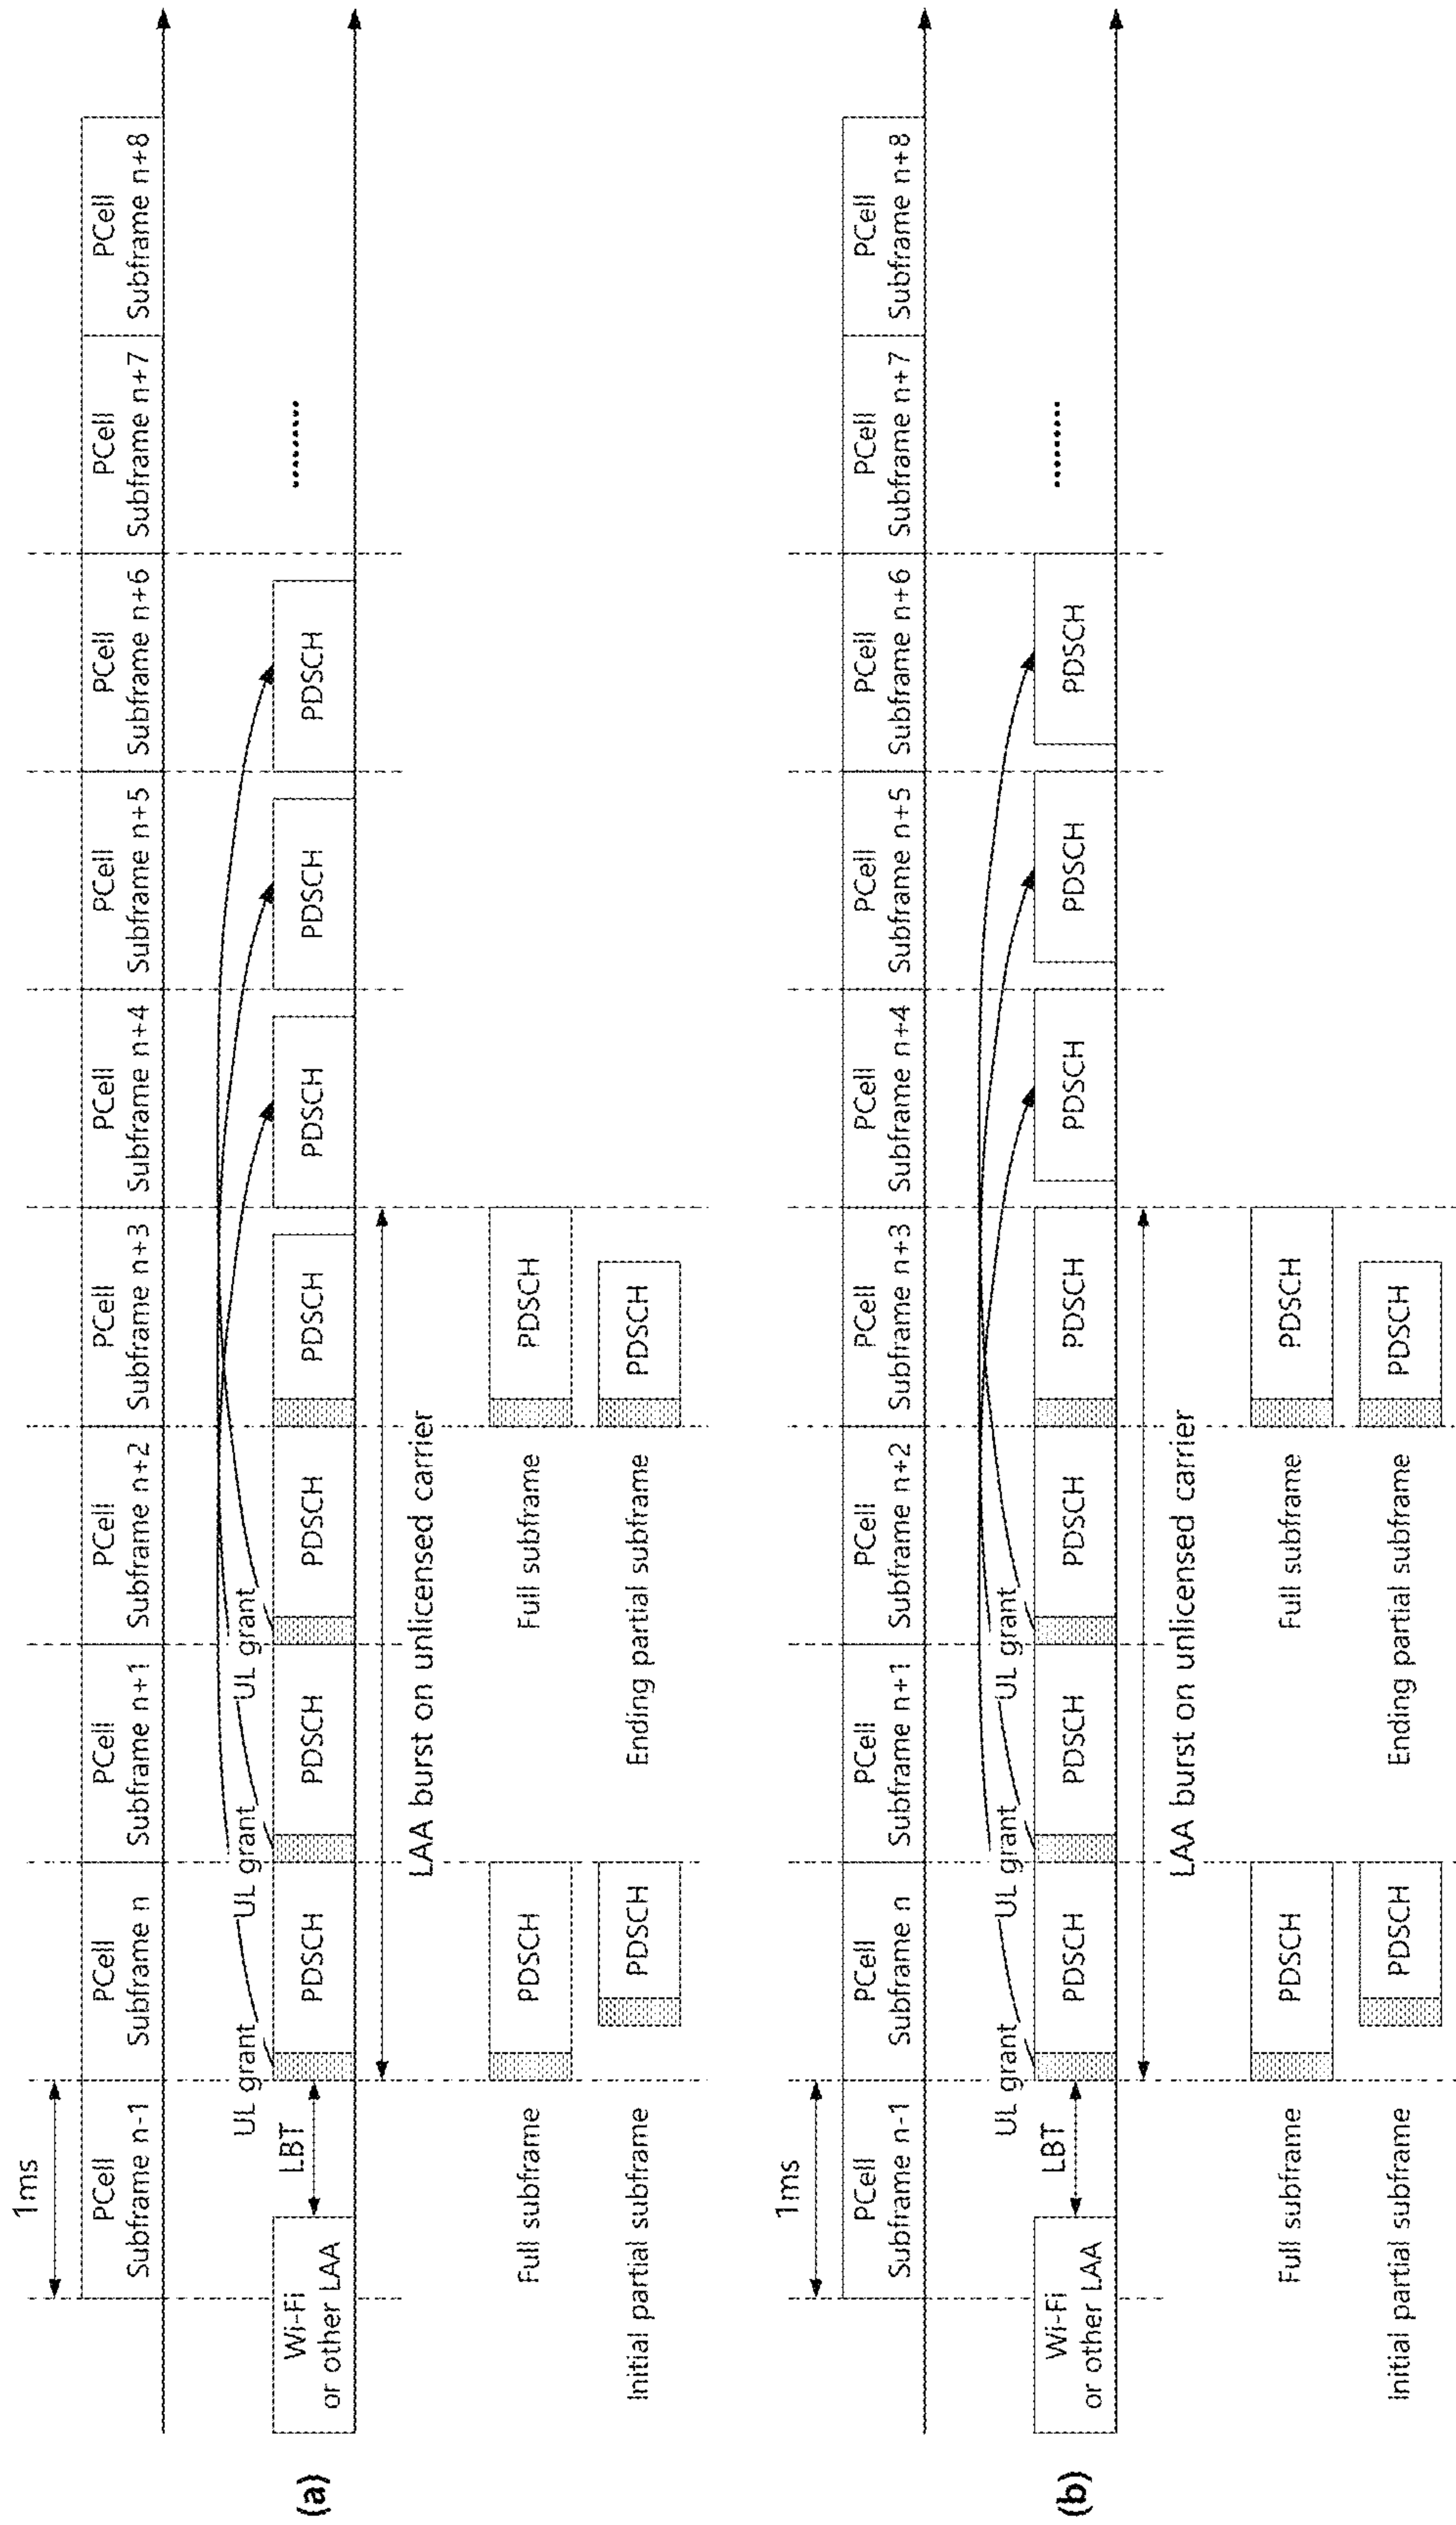 1ms
PCell
Subframe n-1
PCell
Subframe n
PCell
Subframe n+1
PCell
Subframe n+2
PCell
Subframe n+3
PCell
Subframe n+4
PCell
Subframe n+5
PCell
Subframe n+6
PCell
Subframe n+7
PCell
Subframe n+8
UL grant
UL grant
UL grant
(a)
Wi-Fi
or other LAA
LBT
PDSCH
PDSCH
PDSCH
PDSCH
PDSCH
PDSCH
PDSCH
........
LAA burst on unlicensed carrier
Full subframe
PDSCH
Full subframe
PDSCH
Initial partial subframe
PDSCH
Ending partial subframe
PDSCH
1ms
PCell
Subframe n-1
PCell
Subframe n
PCell
Subframe n+1
PCell
Subframe n+2
PCell
Subframe n+3
PCell
Subframe n+4
PCell
Subframe n+5
PCell
Subframe n+6
PCell
Subframe n+7
PCell
Subframe n+8
UL grant
UL grant
UL grant
(b)
Wi-Fi
or other LAA
LBT
PDSCH
PDSCH
PDSCH
PDSCH
PDSCH
PDSCH
PDSCH
........
LAA burst on unlicensed carrier
Full subframe
PDSCH
Full subframe
PDSCH
Initial partial subframe
PDSCH
Ending partial subframe
PDSCH